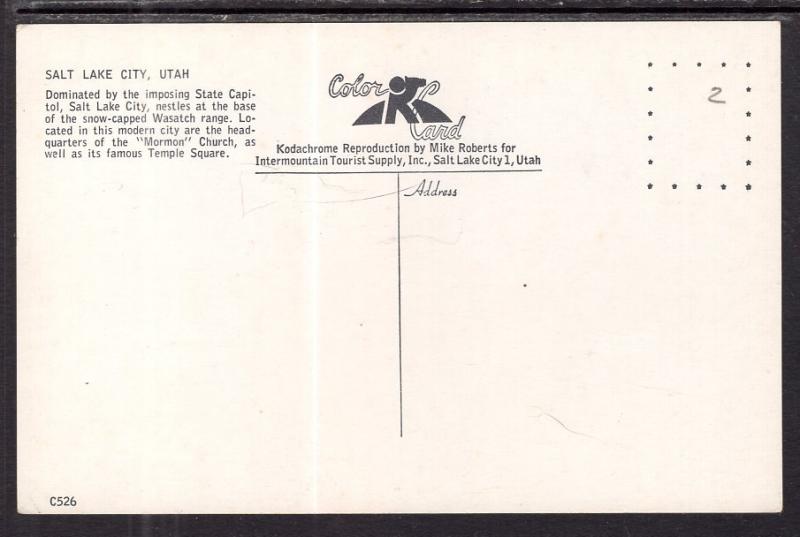 SALT LAKE CITY, UTAH
Dominated by the imposing State Capi-
tol, Salt Lake City, nestles at the base
of the snow-capped Wasatch range. Lo-
cated in this modern city are the head-
quarters of the "Mormon" Church, as
well as its famous Temple Square.
Color
Card
Kodachrome Reproduction by Mike Roberts for
Intermountain Tourist Supply, Inc., Salt Lake City 1, Utah
Address
2
C526